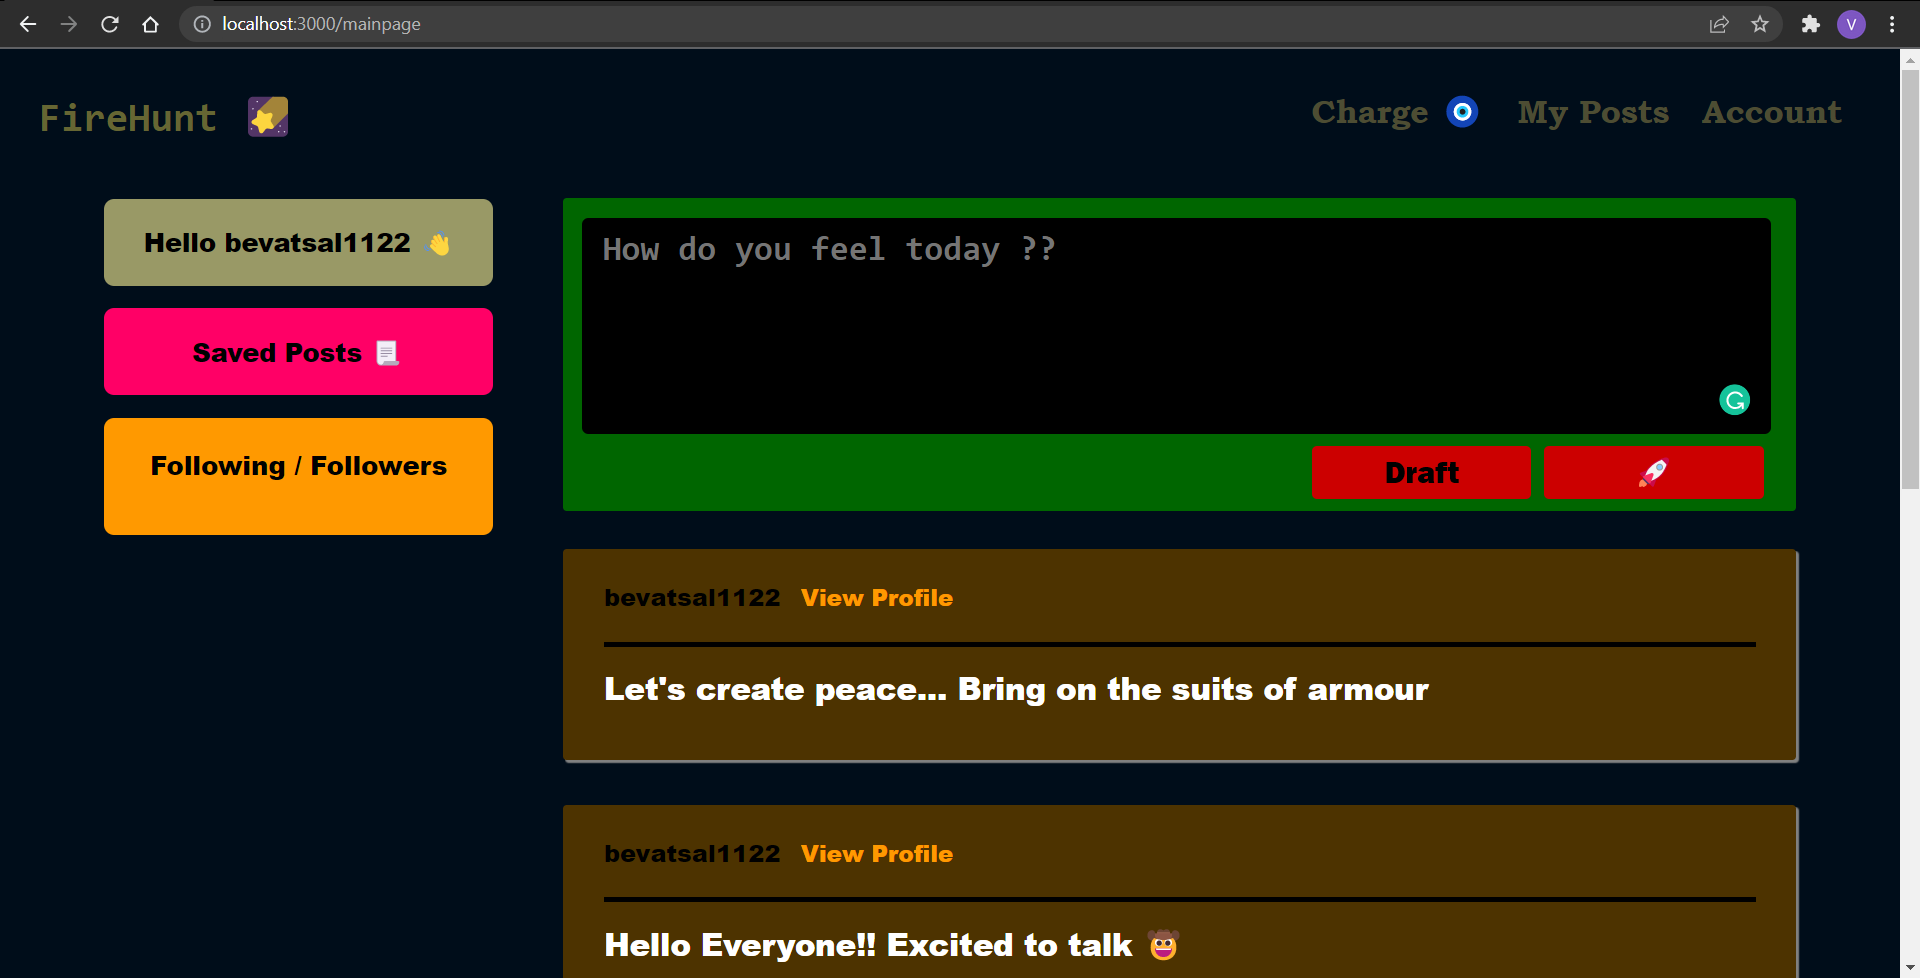 localhost:3000/mainpage
V
FireHunt
Charge My Posts Account
Hello bevatsal1122
Saved Posts
Following / Followers
How do you feel today ??
Draft
bevatsal1122 View Profile
Let's create peace... Bring on the suits of armour
bevatsal1122 View Profile
Hello Everyone!! Excited to talk